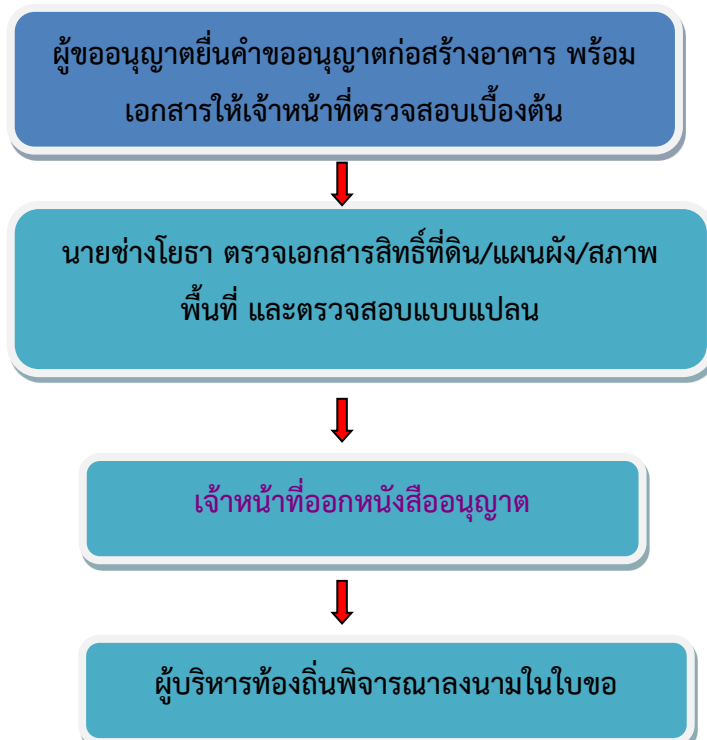 ผู้ขออนุญาตยื่นคำขออนุญาตก่อสร้างอาคาร พร้อม
เอกสารให้เจ้าหน้าที่ตรวจสอบเบื้องต้น
นายช่างโยธา ตรวจเอกสารสิทธิ์ที่ดิน/แผนผัง/สภาพ
พื้นที่ และตรวจสอบแบบแปลน
เจ้าหน้าที่ออกหนังสืออนุญาต
ผู้บริหารท้องถิ่นพิจารณาลงนามในใบขอ